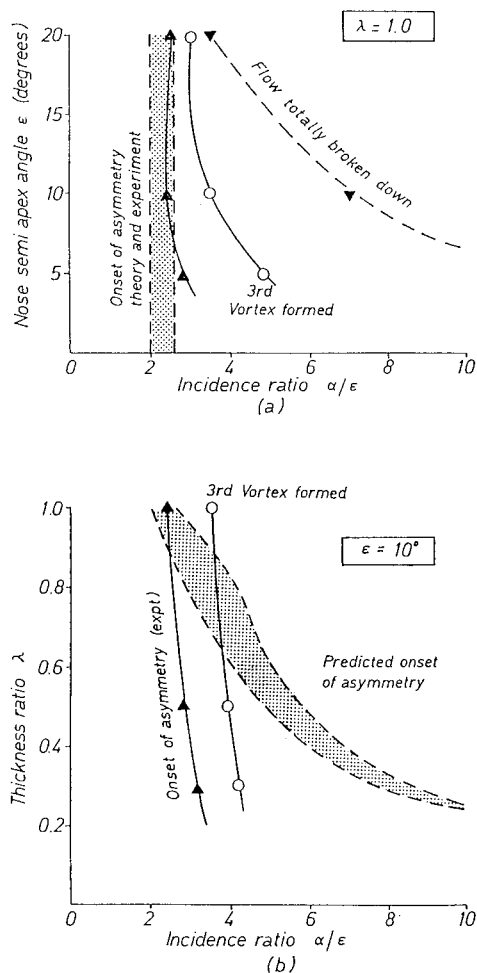 λ = 1.0
20
15
10
5
Nose semi apex angle ε (degrees)
Onset of asymmetry
theory and experiment
Flow totally broken down
3rd
Vortex formed
0 2 4 6 8 10
Incidence ratio α/ε
(a)
3rd Vortex formed
ε = 10°
1.0
0.8
0.6
0.4
0.2
Thickness ratio λ
Onset of asymmetry (expt)
Predicted onset
of asymmetry
0 2 4 6 8 10
Incidence ratio α/ε
(b)